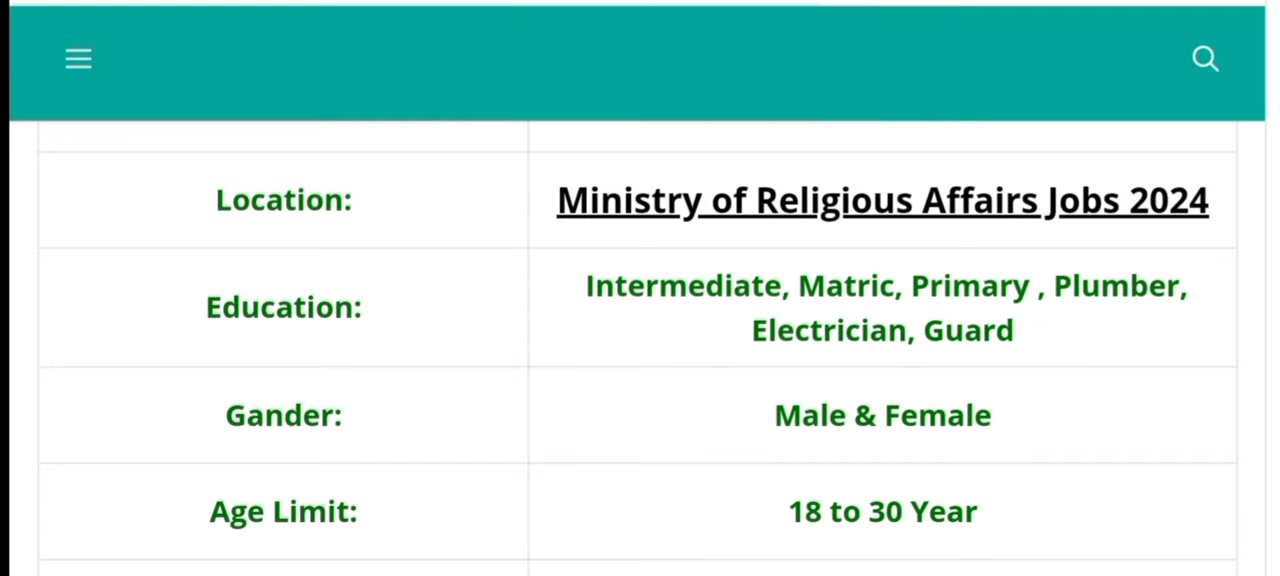 Location:
Ministry of Religious Affairs Jobs 2024
Education:
Intermediate, Matric, Primary , Plumber,
Electrician, Guard
Gander:
Male & Female
Age Limit:
18 to 30 Year